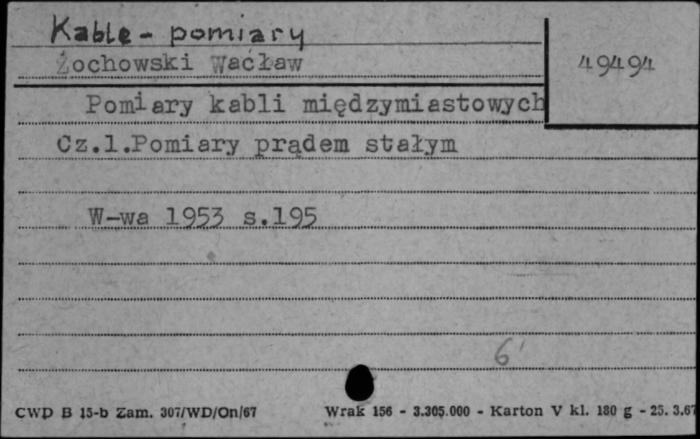 Kable - pomiary
Żochowski Wacław
49494
Pomiary kabli międzymiastowych
Cz.1.Pomiary prądem stałym
W-wa 1953 s.195
6'
CWD B 15-b Zam. 307/WD/On/67
Wrak 156 - 3.305.000 - Karton V kl. 180 g - 25. 3.67